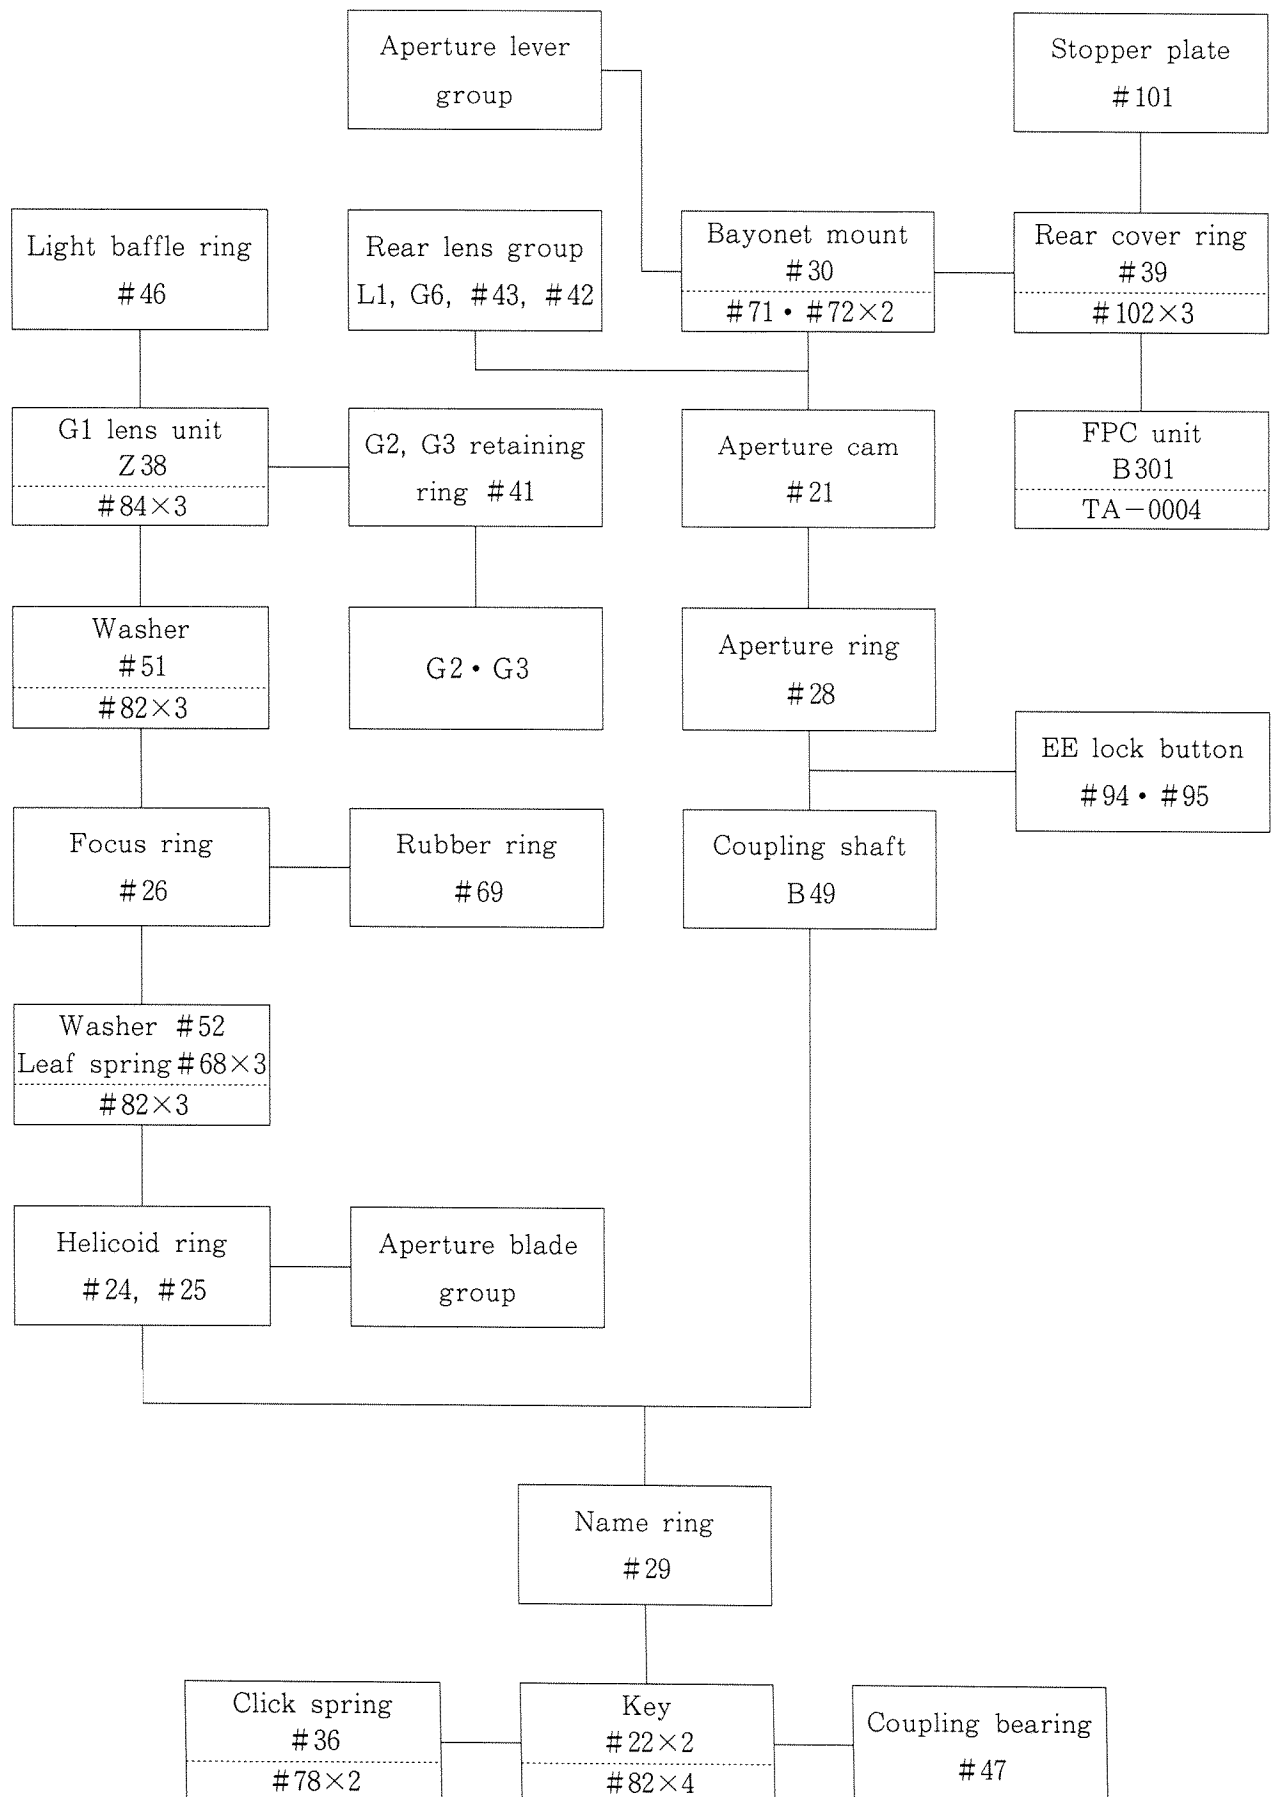 Aperture lever
group
Stopper plate
#101
Light baffle ring
#46
Rear lens group
L1, G6, #43, #42
Bayonet mount
#30
#71・#72×2
Rear cover ring
#39
#102×3
G1 lens unit
Z38
#84×3
G2, G3 retaining
ring #41
Aperture cam
#21
FPC unit
B301
TA−0004
Washer
#51
#82×3
G2・G3
Aperture ring
#28
EE lock button
#94・#95
Focus ring
#26
Rubber ring
#69
Coupling shaft
B49
Washer #52
Leaf spring#68×3
#82×3
Helicoid ring
#24, #25
Aperture blade
group
Name ring
#29
Click spring
#36
#78×2
Key
#22×2
#82×4
Coupling bearing
#47